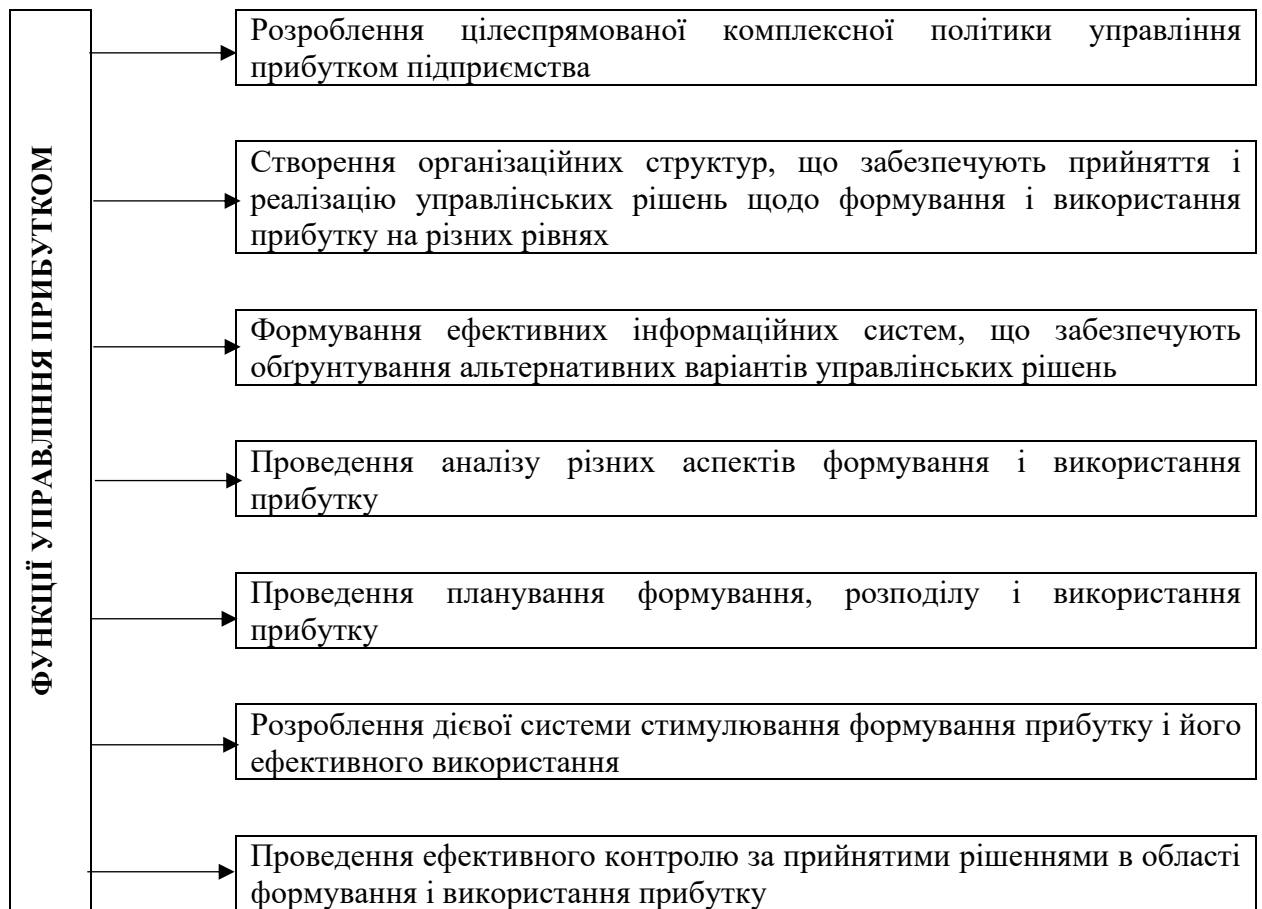 ФУНКЦІЇ УПРАВЛІННЯ ПРИБУТКОМ
Розроблення цілеспрямованої комплексної політики управління
прибутком підприємства
Створення організаційних структур, що забезпечують прийняття і
реалізацію управлінських рішень щодо формування і використання
прибутку на різних рівнях
Формування ефективних інформаційних систем, що забезпечують
обґрунтування альтернативних варіантів управлінських рішень
Проведення аналізу різних аспектів формування і використання
прибутку
Проведення планування формування, розподілу і використання
прибутку
Розроблення дієвої системи стимулювання формування прибутку і його
ефективного використання
Проведення ефективного контролю за прийнятими рішеннями в області
формування і використання прибутку